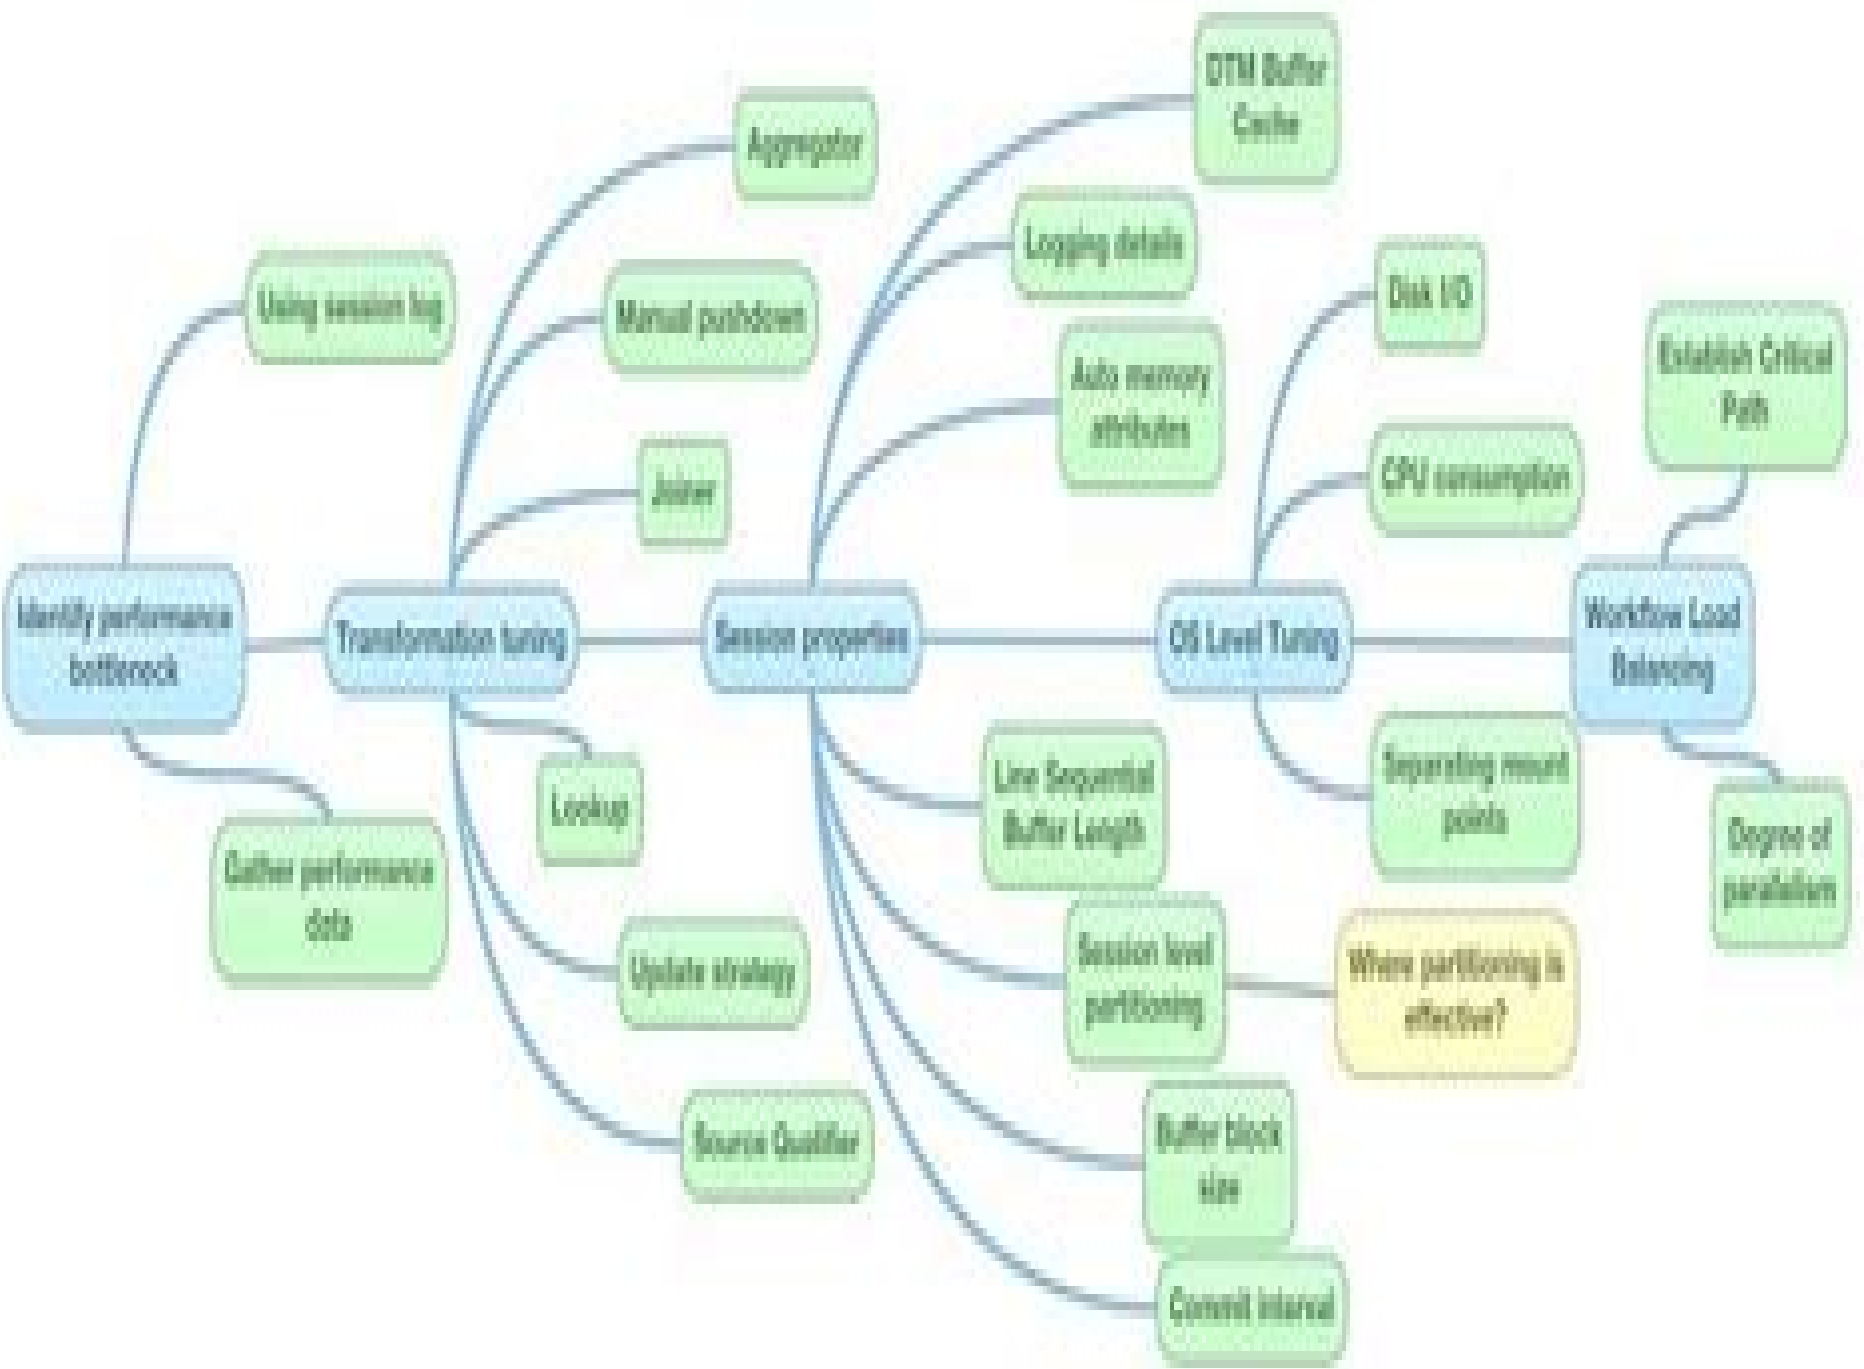 DTM Buffer
Cache
Aggregator
Logging details
Using session log
Manual pushdown
Disk I/O
Auto memory
attributes
Establish Critical
Path
Joiner
CPU consumption
Identify performance
bottleneck
Transformation tuning
Session properties
OS Level Tuning
Workflow Load
Balancing
Lookup
Line Sequential
Buffer Length
Separating mount
points
Gather performance
data
Degree of
parallelism
Update strategy
Session level
partitioning
Where partitioning is
effective?
Source Qualifier
Buffer block
size
Commit interval